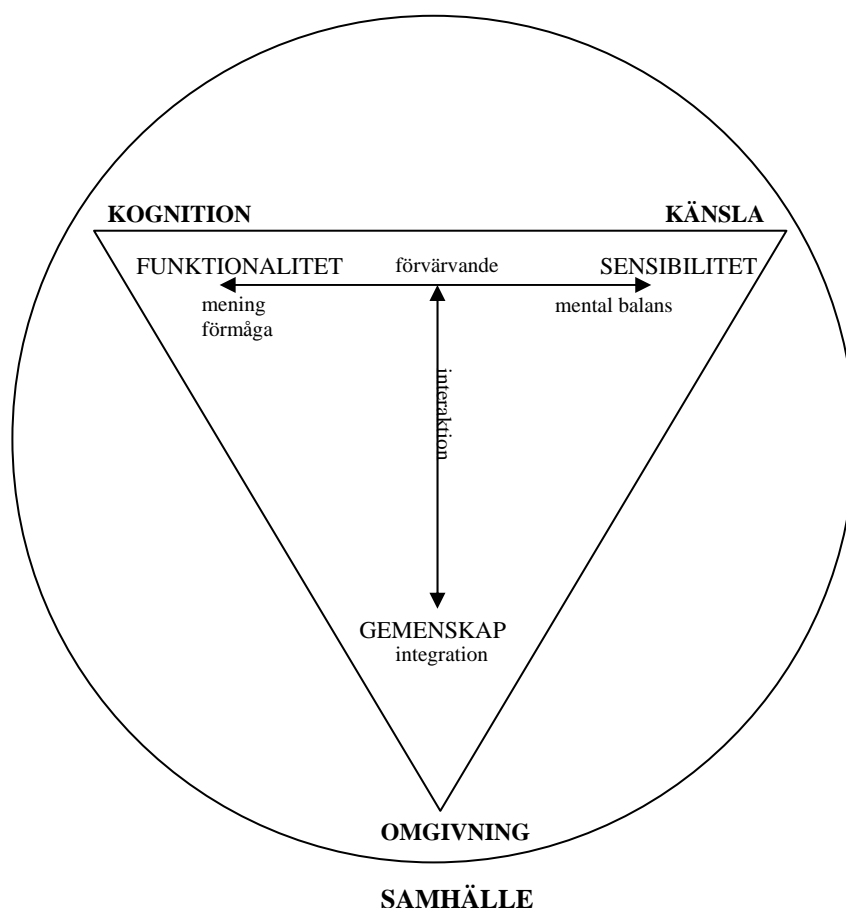 KOGNITION KÄNSLA
FUNKTIONALITET förvärvande SENSIBILITET
mening mental balans
förmåga
interaktion
GEMENSKAP
integration
OMGIVNING
SAMHÄLLE